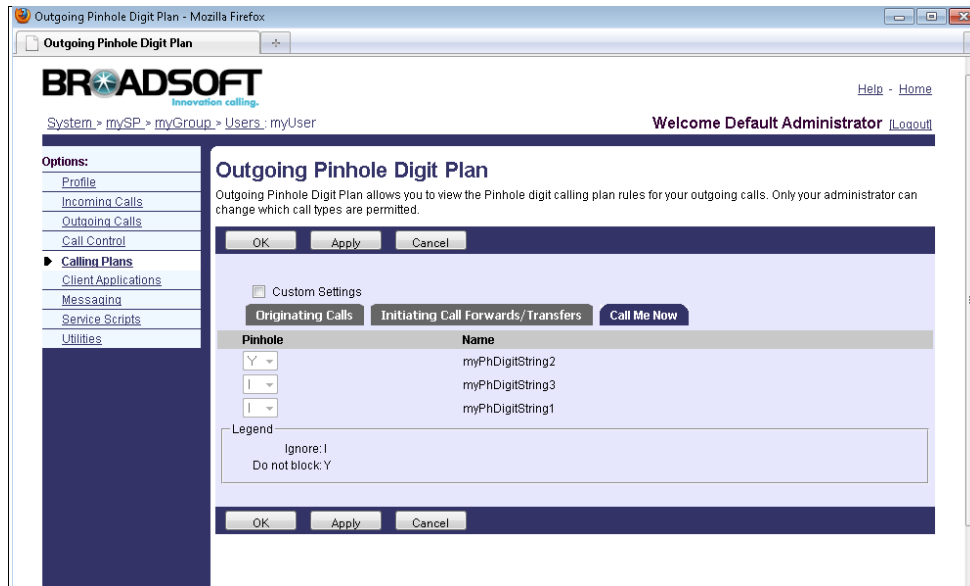 Outgoing Pinhole Digit Plan - Mozilla Firefox
Outgoing Pinhole Digit Plan
BROADSOFT
Innovation calling.
Help - Home
System > mySP > myGroup > Users : myUser
Welcome Default Administrator [Logout]
Options:
Profile
Incoming Calls
Outgoing Calls
Call Control
Calling Plans
Client Applications
Messaging
Service Scripts
Utilities
Outgoing Pinhole Digit Plan
Outgoing Pinhole Digit Plan allows you to view the Pinhole digit calling plan rules for your outgoing calls. Only your administrator can
change which call types are permitted.
OK Apply Cancel
Custom Settings
Originating Calls Initiating Call Forwards/Transfers Call Me Now
Pinhole Name
Y myPhDigitString2
I myPhDigitString3
I myPhDigitString1
Legend
Ignore: I
Do not block: Y
OK Apply Cancel